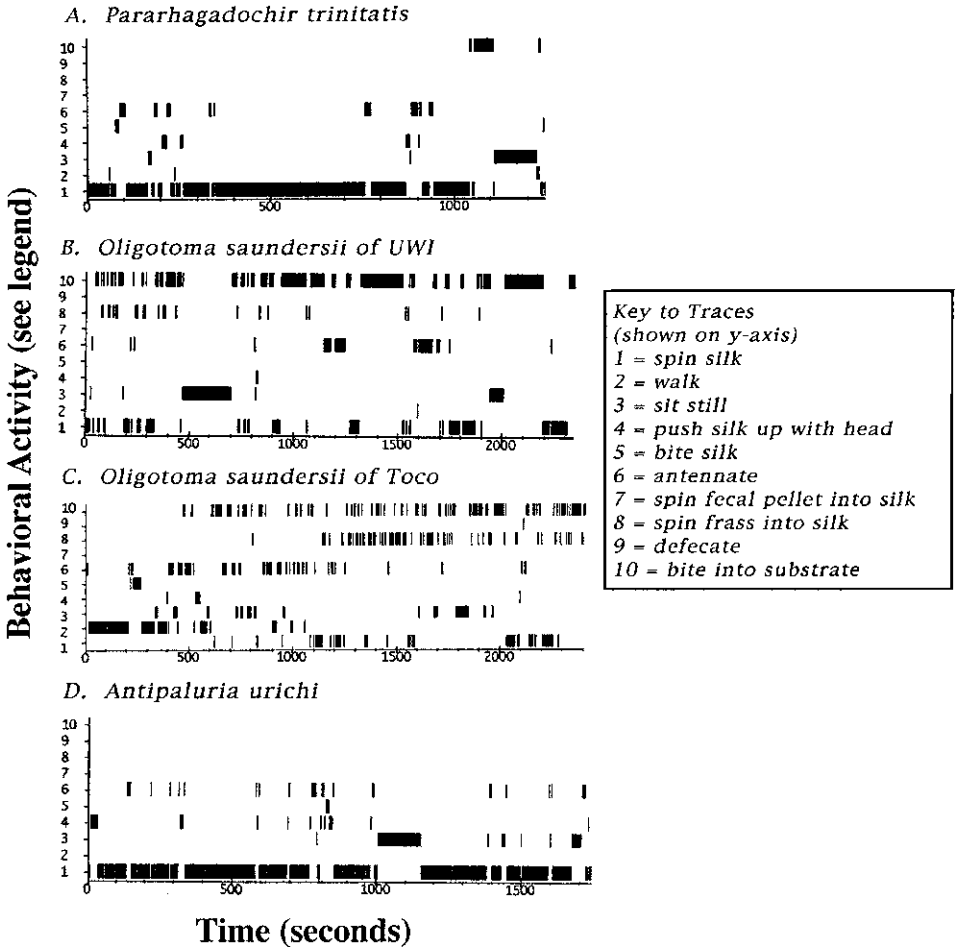 A. Pararhagadochir trinitatis
10
9
8
7
6
5
4
3
2
1
0 500 1000
B. Oligotoma saundersii of UWI
10
9
8
7
6
5
4
3
2
1
0 500 1000 1500 2000
C. Oligotoma saundersii of Toco
10
9
8
7
6
5
4
3
2
1
0 500 1000 1500 2000
D. Antipaluria urichi
10
9
8
7
6
5
4
3
2
1
0 500 1000 1500
Time (seconds)
Behavioral Activity (see legend)
Key to Traces
(shown on y-axis)
1 = spin silk
2 = walk
3 = sit still
4 = push silk up with head
5 = bite silk
6 = antennate
7 = spin fecal pellet into silk
8 = spin frass into silk
9 = defecate
10 = bite into substrate